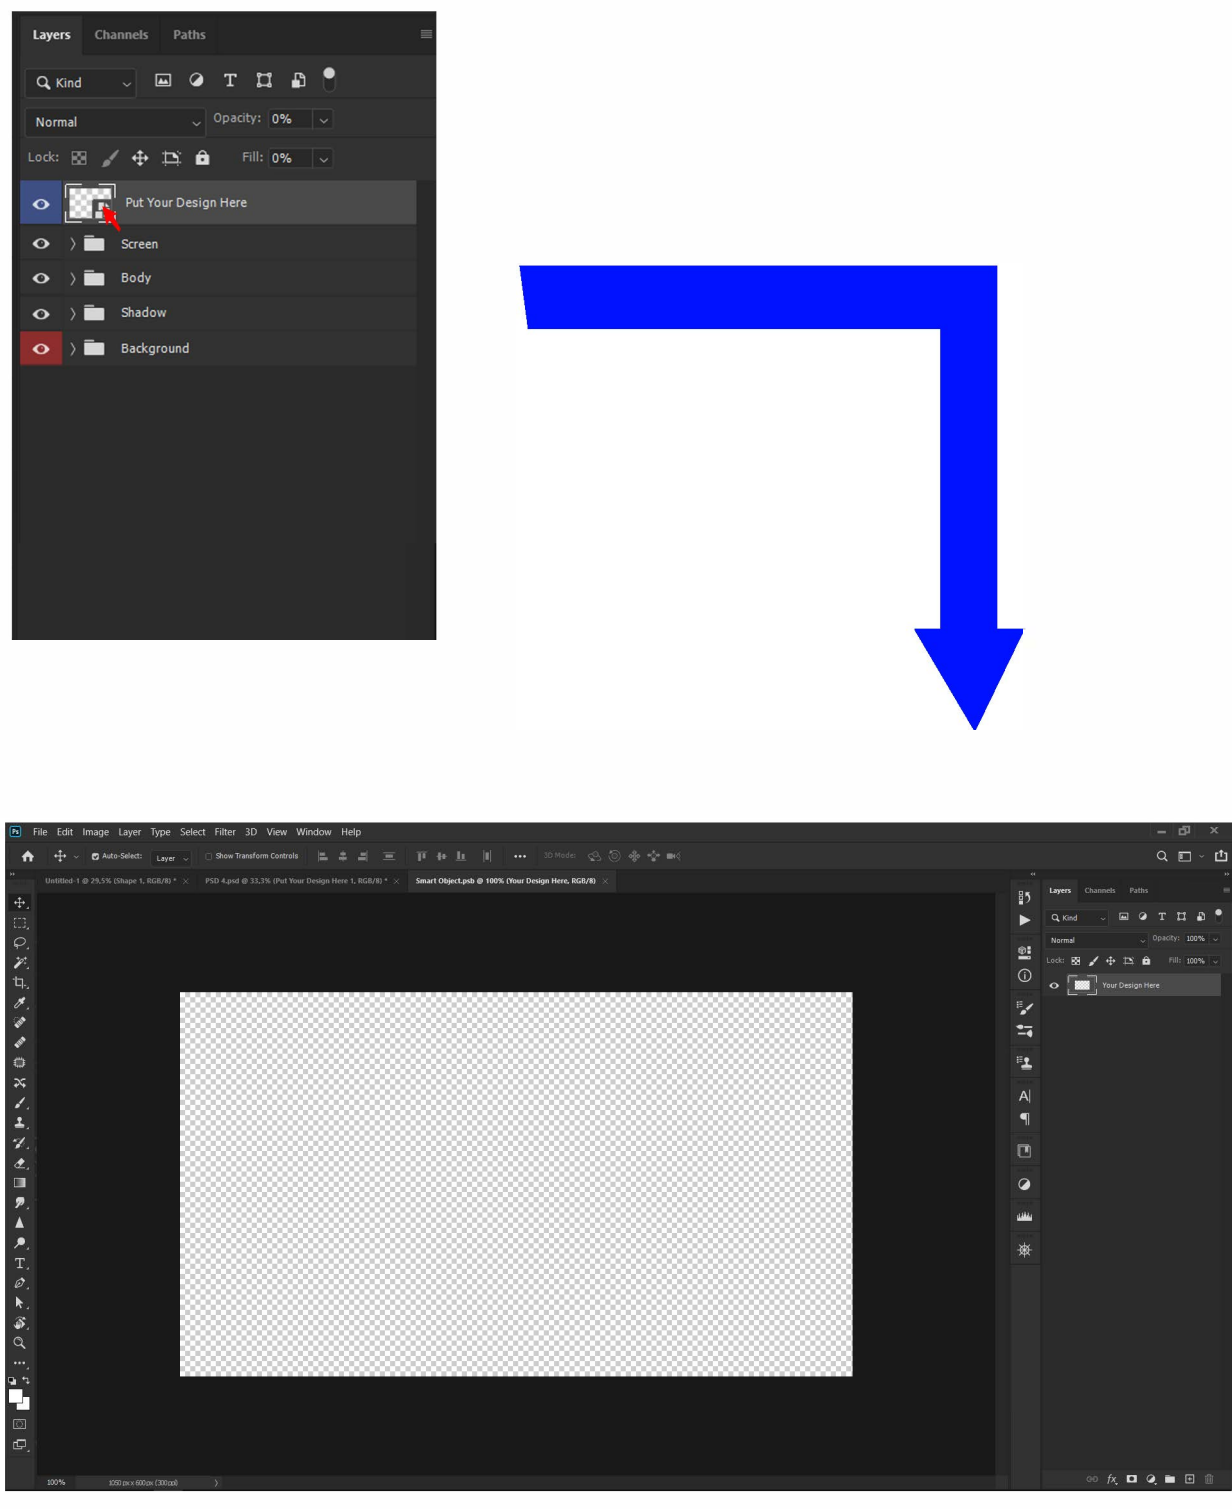 Layers Channels Paths
Kind
Normal Opacity: 0%
Lock: Fill: 0%
Put Your Design Here
Screen
Body
Shadow
Background
Ps File Edit Image Layer Type Select Filter 3D View Window Help
Auto-Select: Layer Show Transform Controls 3D Mode:
Untitled-1 @ 29,5% (Shape 1, RGB/8) * PSD 4.psd @ 33,3% (Put Your Design Here 1, RGB/8) * Smart Object.psb @ 100% (Your Design Here, RGB/8)
Layers Channels Paths
Kind
Normal Opacity: 100%
Lock: Fill: 100%
Your Design Here
100% 1050 px x 600 px (300 ppi)